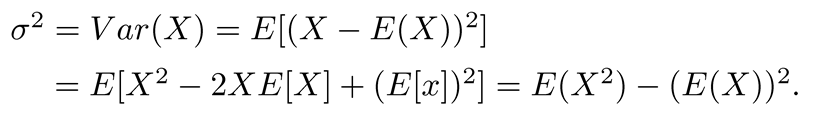 σ² = Var(X) = E[(X − E(X))²]
= E[X² − 2XE[X] + (E[x])²] = E(X²) − (E(X))².